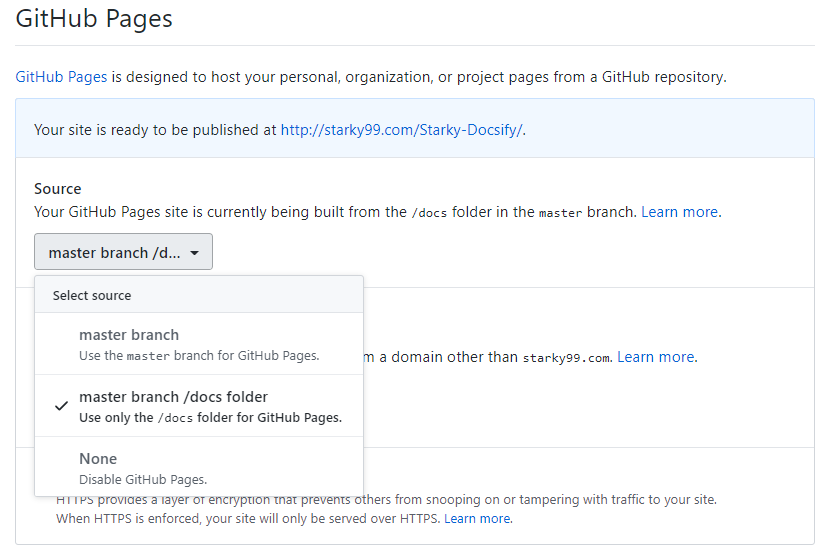 GitHub Pages
GitHub Pages is designed to host your personal, organization, or project pages from a GitHub repository.
Your site is ready to be published at http://starky99.com/Starky-Docsify/.
Source
Your GitHub Pages site is currently being built from the /docs folder in the master branch. Learn more.
master branch /d...
Select source
master branch
Use the master branch for GitHub Pages.
m a domain other than starky99.com. Learn more.
master branch /docs folder
Use only the /docs folder for GitHub Pages.
None
Disable GitHub Pages.
HTTPS provides a layer of encryption that prevents others from snooping on or tampering with traffic to your site.
When HTTPS is enforced, your site will only be served over HTTPS. Learn more.